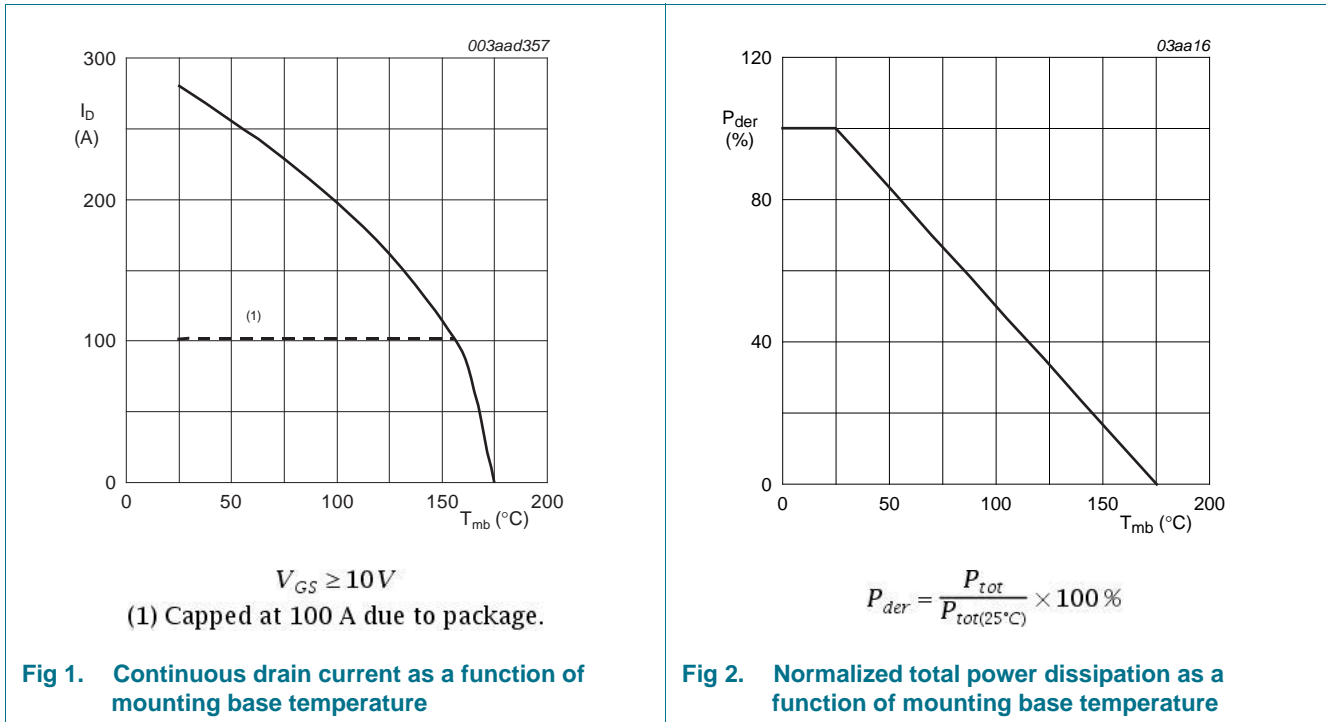 003aad357
300
I_D
(A)
200
(1)
100
0
0 50 100 150 200
T_mb (°C)
V_GS ≥ 10 V
(1) Capped at 100 A due to package.
Fig 1. Continuous drain current as a function of
mounting base temperature
03aa16
120
P_der
(%)
80
40
0
0 50 100 150 200
T_mb (°C)
P_der = P_tot / P_tot(25°C) × 100 %
Fig 2. Normalized total power dissipation as a
function of mounting base temperature